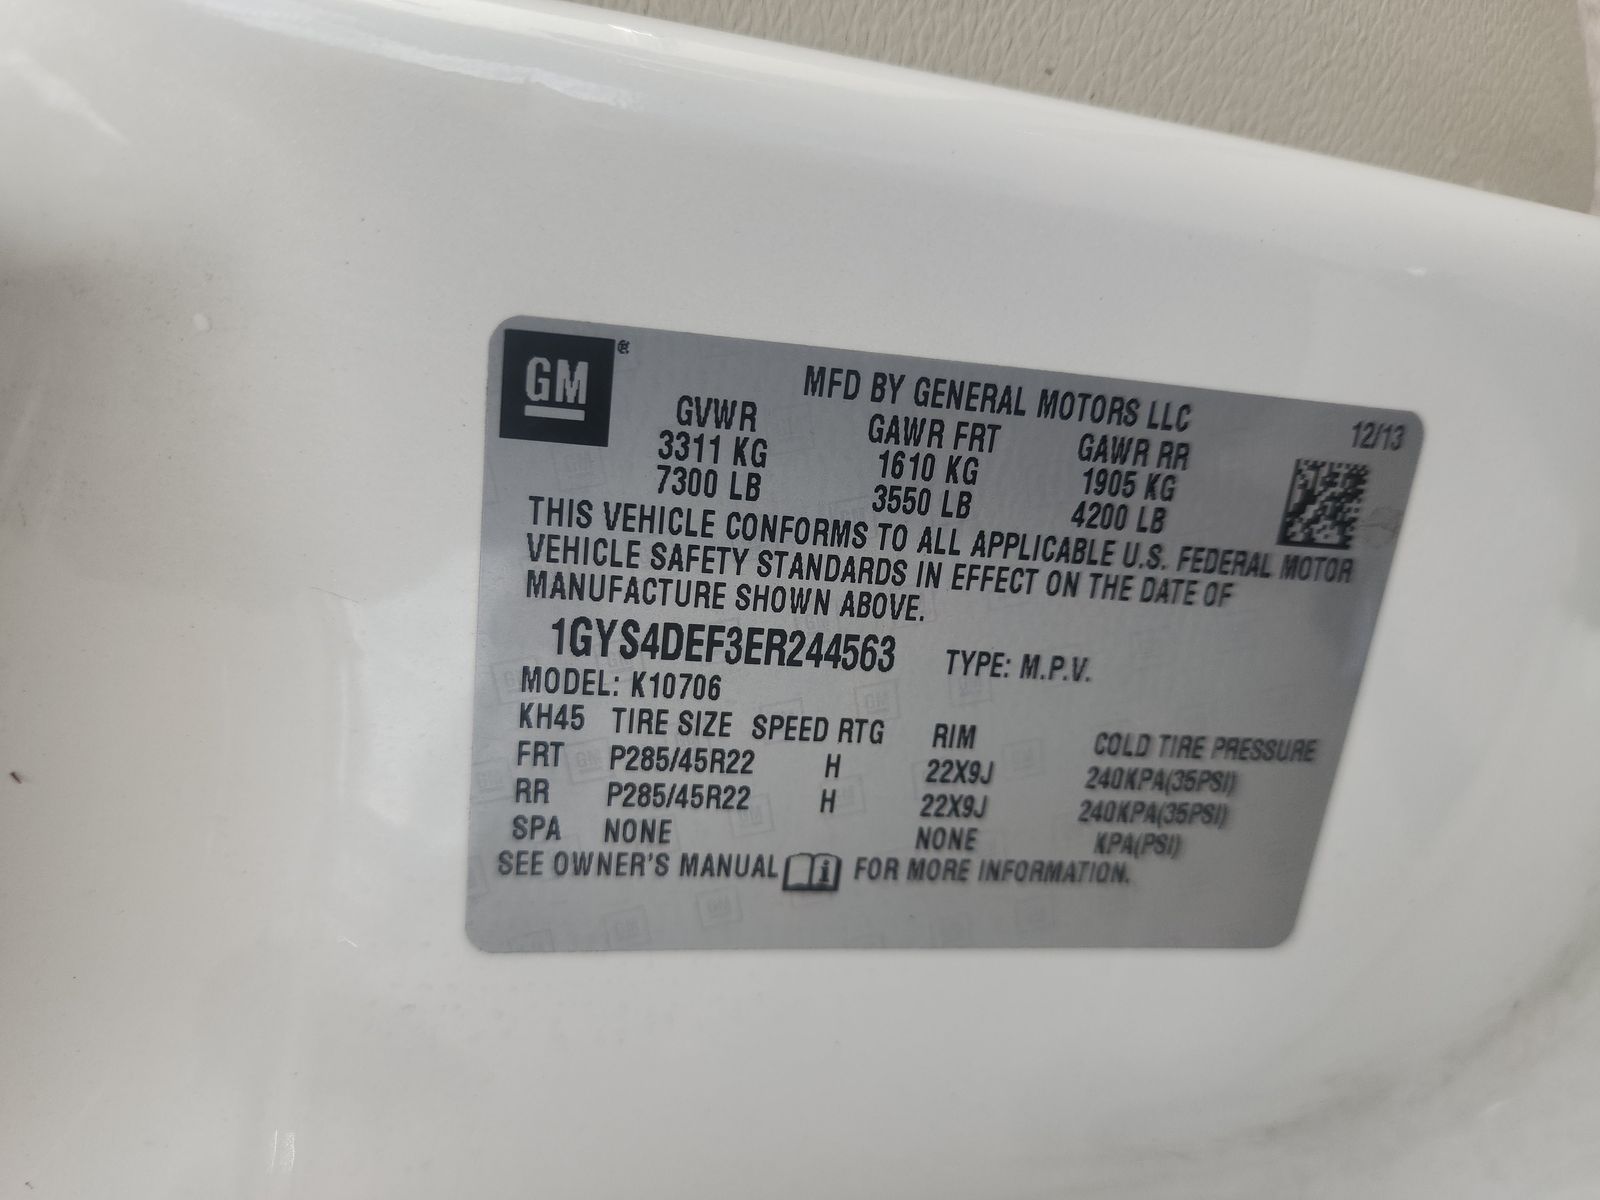 GM
MFD BY GENERAL MOTORS LLC
12/13
GVWR GAWR FRT GAWR RR
3311 KG 1610 KG 1905 KG
7300 LB 3550 LB 4200 LB
THIS VEHICLE CONFORMS TO ALL APPLICABLE U.S. FEDERAL MOTOR
VEHICLE SAFETY STANDARDS IN EFFECT ON THE DATE OF
MANUFACTURE SHOWN ABOVE.
1GYS4DEF3ER244563 TYPE: M.P.V.
MODEL: K10706
KH45 TIRE SIZE SPEED RTG RIM COLD TIRE PRESSURE
FRT P285/45R22 H 22X9J 240KPA(35PSI)
RR P285/45R22 H 22X9J 240KPA(35PSI)
SPA NONE NONE KPA(PSI)
SEE OWNER'S MANUAL i FOR MORE INFORMATION.